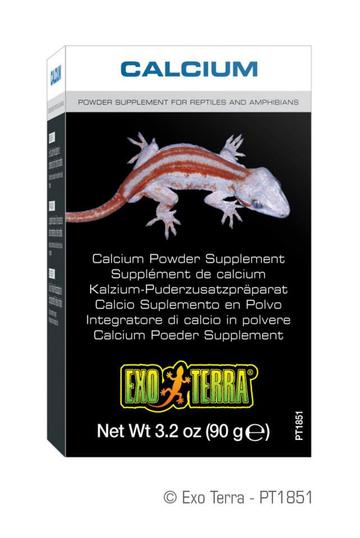 CALCIUM
POWDER SUPPLEMENT FOR REPTILES AND AMPHIBIANS
Calcium Powder Supplement
Supplément de calcium
Kalzium-Puderzusatzpräparat
Calcio Suplemento en Polvo
Integratore di calcio in polvere
Calcium Poeder Supplement
EXO TERRA®
Net Wt 3.2 oz (90 g℮)
PT1851
CALCIUM
© Exo Terra - PT1851